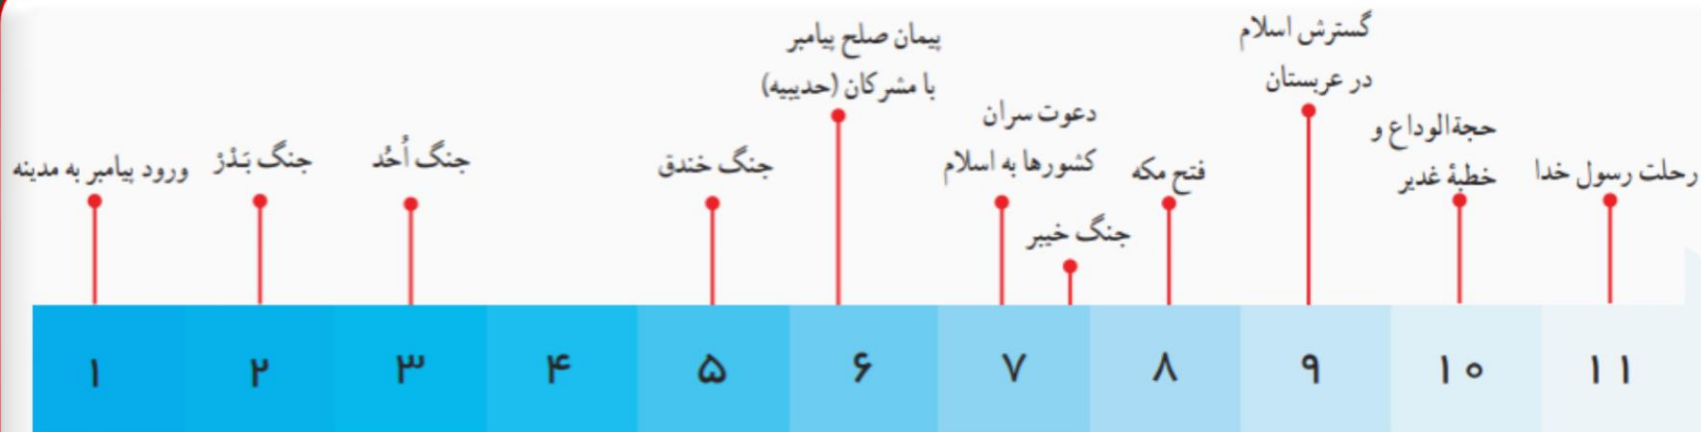 ورود پیامبر به مدینه
جنگ بَدْرْ
جنگ اُحُد
جنگ خندق
پیمان صلح پیامبر
با مشرکان (حدیبیه)
دعوت سران
کشورها به اسلام
جنگ خیبر
فتح مکه
گسترش اسلام
در عربستان
حجةالوداع و
خطبهٔ غدیر
رحلت رسول خدا
۱ ۲ ۳ ۴ ۵ ۶ ۷ ۸ ۹ ۱۰ ۱۱